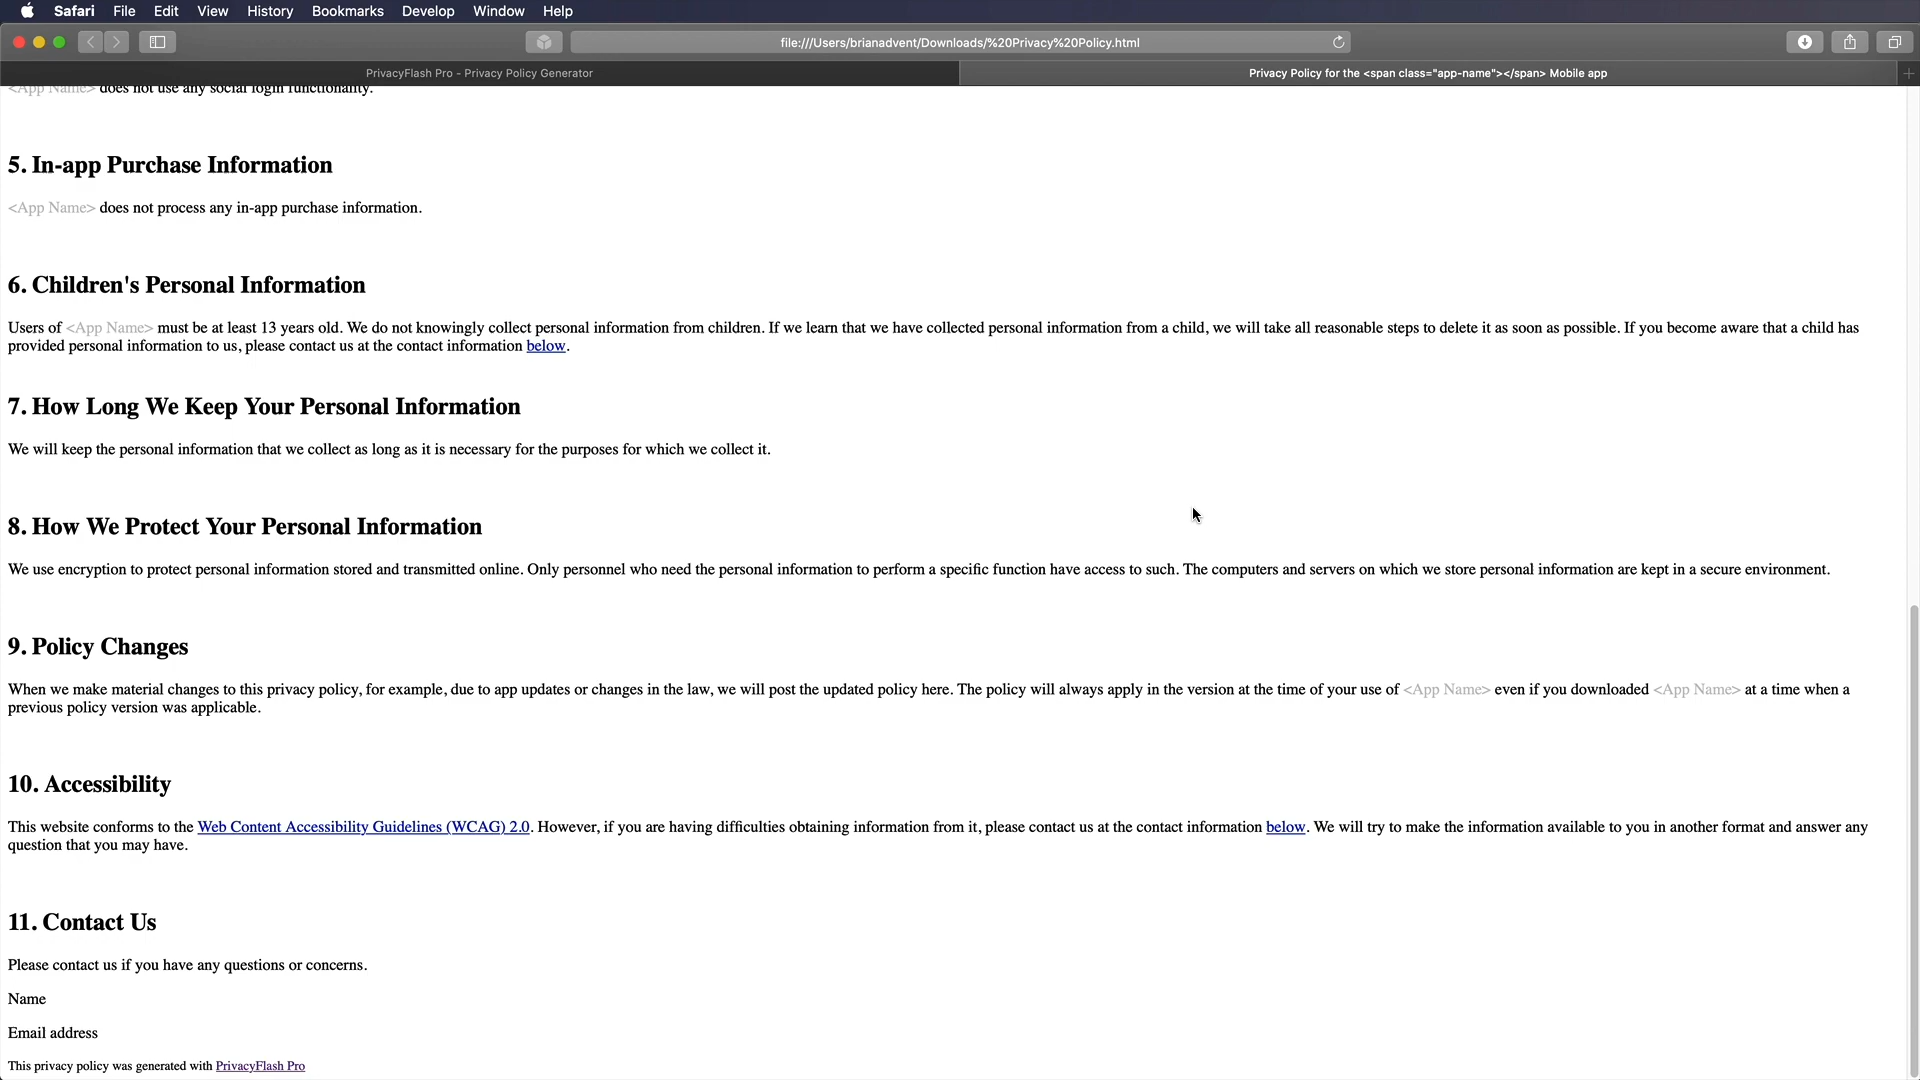 Safari File Edit View History Bookmarks Develop Window Help
file:///Users/brianadvent/Downloads/%20Privacy%20Policy.html
PrivacyFlash Pro - Privacy Policy Generator
Privacy Policy for the <span class="app-name"></span> Mobile app
<App Name> does not use any social login functionality.
5. In-app Purchase Information
<App Name> does not process any in-app purchase information.
6. Children's Personal Information
Users of <App Name> must be at least 13 years old. We do not knowingly collect personal information from children. If we learn that we have collected personal information from a child, we will take all reasonable steps to delete it as soon as possible. If you become aware that a child has
provided personal information to us, please contact us at the contact information below.
7. How Long We Keep Your Personal Information
We will keep the personal information that we collect as long as it is necessary for the purposes for which we collect it.
8. How We Protect Your Personal Information
We use encryption to protect personal information stored and transmitted online. Only personnel who need the personal information to perform a specific function have access to such. The computers and servers on which we store personal information are kept in a secure environment.
9. Policy Changes
When we make material changes to this privacy policy, for example, due to app updates or changes in the law, we will post the updated policy here. The policy will always apply in the version at the time of your use of <App Name> even if you downloaded <App Name> at a time when a
previous policy version was applicable.
10. Accessibility
This website conforms to the Web Content Accessibility Guidelines (WCAG) 2.0. However, if you are having difficulties obtaining information from it, please contact us at the contact information below. We will try to make the information available to you in another format and answer any
question that you may have.
11. Contact Us
Please contact us if you have any questions or concerns.
Name
Email address
This privacy policy was generated with PrivacyFlash Pro